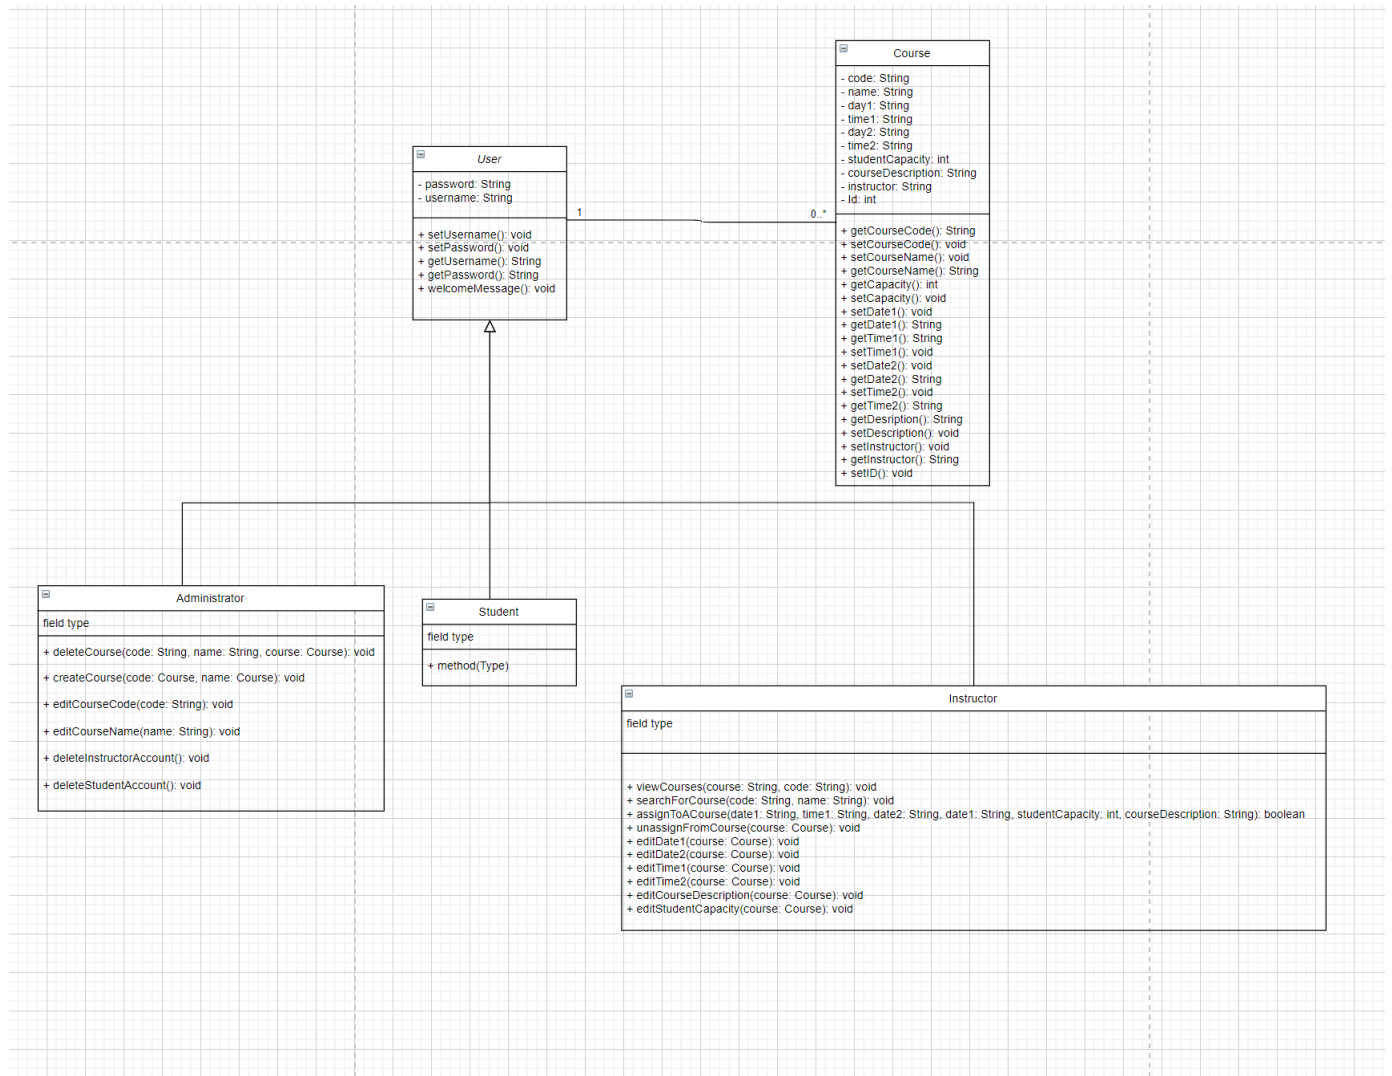 Course
- code: String
- name: String
- day1: String
- time1: String
- day2: String
- time2: String
- studentCapacity: int
- courseDescription: String
- instructor: String
- Id: int
+ getCourseCode(): String
+ setCourseCode(): void
+ setCourseName(): void
+ getCourseName(): String
+ getCapacity(): int
+ setCapacity(): void
+ setDate1(): void
+ getDate1(): String
+ getTime1(): String
+ setTime1(): void
+ setDate2(): void
+ getDate2(): String
+ setTime2(): void
+ getTime2(): String
+ getDesription(): String
+ setDescription(): void
+ setInstructor(): void
+ getInstructor(): String
+ setID(): void
User
- password: String
- username: String
+ setUsername(): void
+ setPassword(): void
+ getUsername(): String
+ getPassword(): String
+ welcomeMessage(): void
1
0..*
Administrator
field type
+ deleteCourse(code: String, name: String, course: Course): void
+ createCourse(code: Course, name: Course): void
+ editCourseCode(code: String): void
+ editCourseName(name: String): void
+ deleteInstructorAccount(): void
+ deleteStudentAccount(): void
Student
field type
+ method(Type)
Instructor
field type
+ viewCourses(course: String, code: String): void
+ searchForCourse(code: String, name: String): void
+ assignToACourse(date1: String, time1: String, date2: String, date1: String, studentCapacity: int, courseDescription: String): boolean
+ unassignFromCourse(course: Course): void
+ editDate1(course: Course): void
+ editDate2(course: Course): void
+ editTime1(course: Course): void
+ editTime2(course: Course): void
+ editCourseDescription(course: Course): void
+ editStudentCapacity(course: Course): void